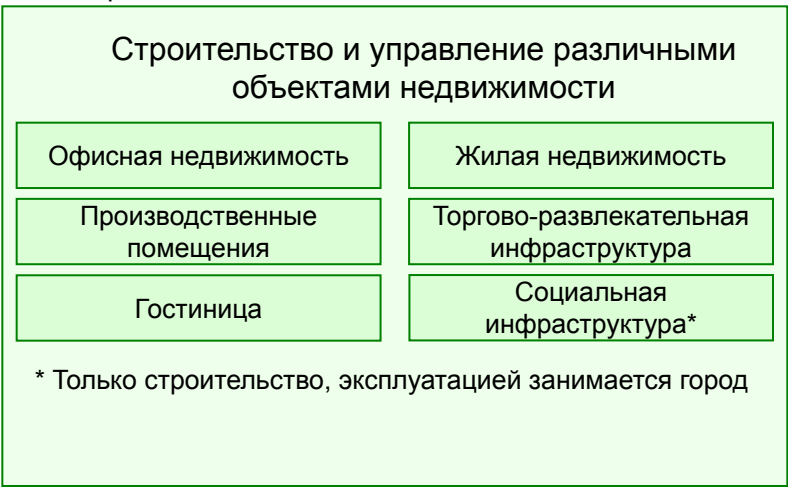 Строительство и управление различными
объектами недвижимости
Офисная недвижимость
Жилая недвижимость
Производственные
помещения
Торгово-развлекательная
инфраструктура
Гостиница
Социальная
инфраструктура*
* Только строительство, эксплуатацией занимается город